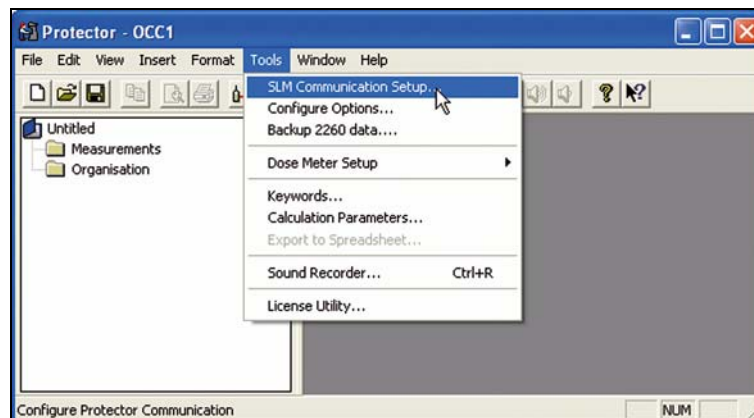 Protector - OCC1
File Edit View Insert Format Tools Window Help
SLM Communication Setup...
Configure Options...
Backup 2260 data....
Dose Meter Setup
Keywords...
Calculation Parameters...
Export to Spreadsheet...
Sound Recorder... Ctrl+R
License Utility...
Untitled
Measurements
Organisation
Configure Protector Communication
NUM